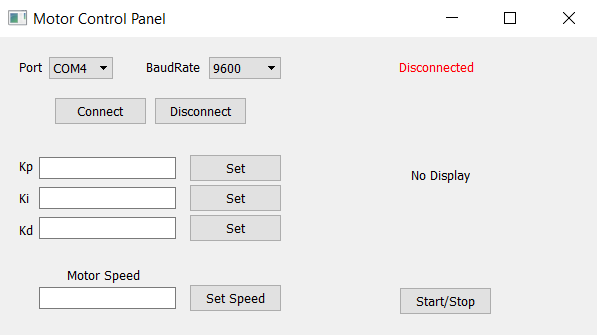 Motor Control Panel
Port COM4 BaudRate 9600 Disconnected
Connect Disconnect
Kp Set
No Display
Ki Set
Kd Set
Motor Speed
Set Speed Start/Stop